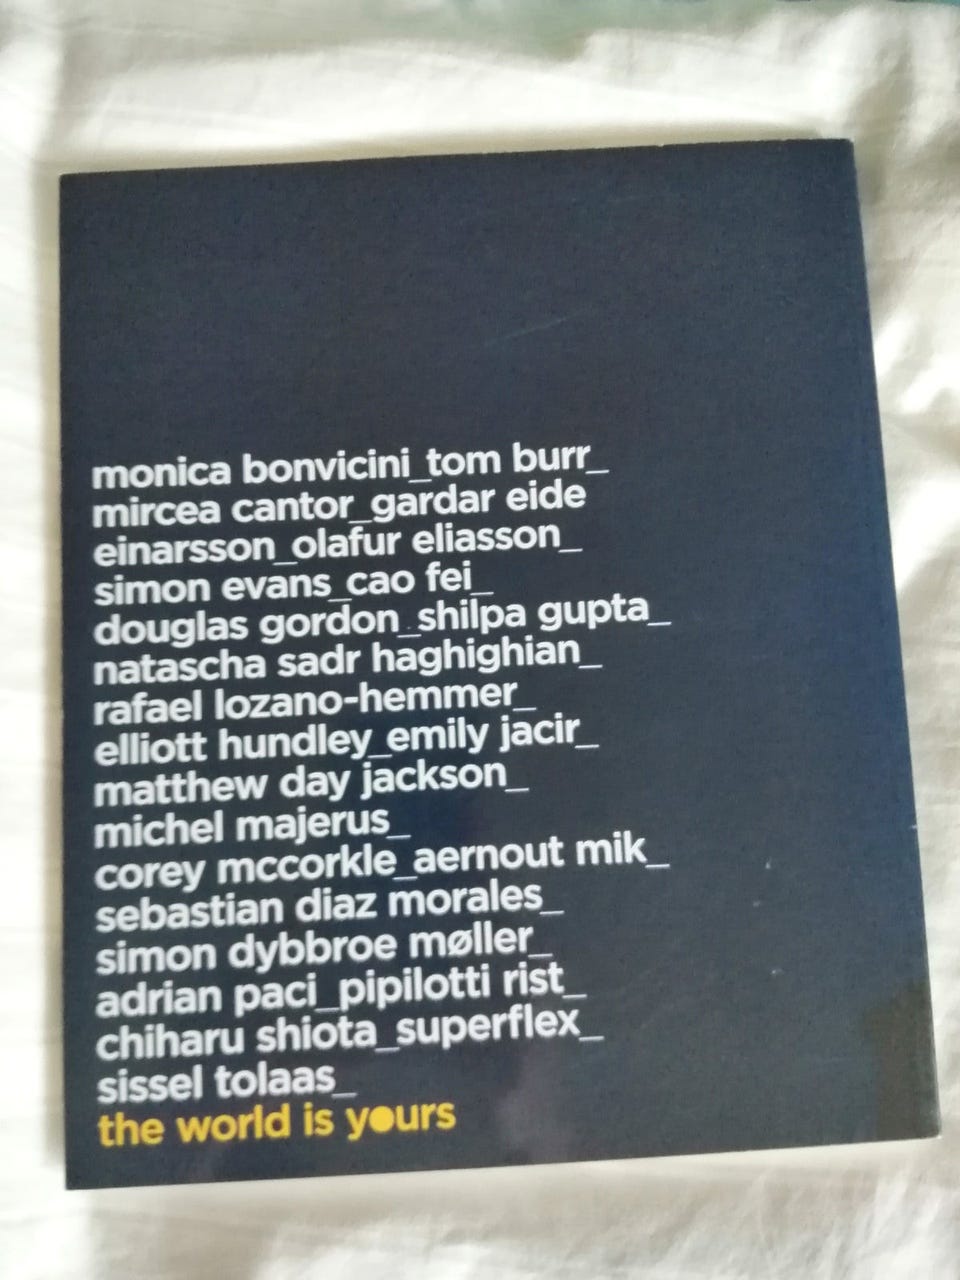 monica bonvicini_tom burr_
mircea cantor_gardar eide
einarsson_olafur eliasson_
simon evans_cao fei_
douglas gordon_shilpa gupta_
natascha sadr haghighian_
rafael lozano-hemmer_
elliott hundley_emily jacir_
matthew day jackson_
michel majerus_
corey mccorkle_aernout mik_
sebastian diaz morales_
simon dybbroe møller_
adrian paci_pipilotti rist_
chiharu shiota_superflex_
sissel tolaas_
the world is yours